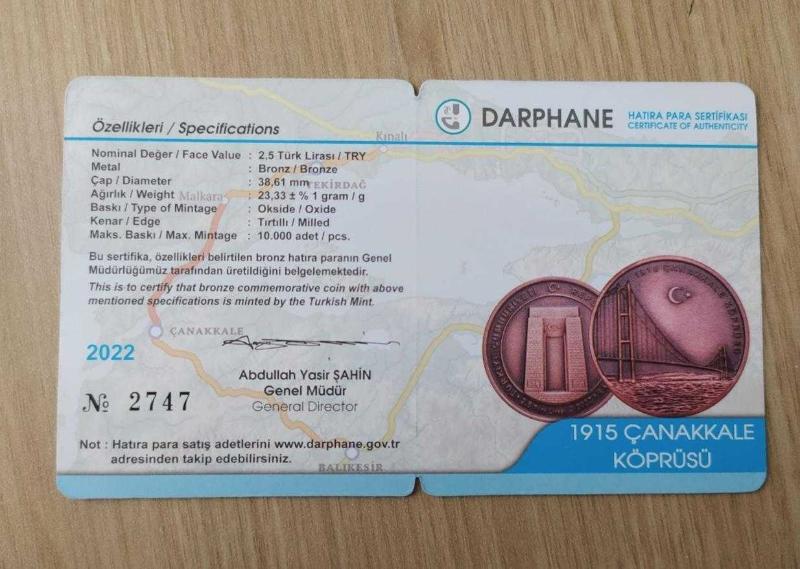 Özellikleri / Specifications
Nominal Değer / Face Value : 2,5 Türk Lirası / TRY
Metal : Bronz / Bronze
Çap / Diameter : 38,61 mm
Ağırlık / Weight : 23,33 ± % 1 gram / g
Baskı / Type of Mintage : Okside / Oxide
Kenar / Edge : Tırtıllı / Milled
Maks. Baskı / Max. Mintage : 10.000 adet / pcs.
Kınalı
TEKİRDAĞ
Malkara
Bu sertifika, özellikleri belirtilen bronz hatıra paranın Genel
Müdürlüğümüz tarafından üretildiğini belgelemektedir.
This is to certify that bronze commemorative coin with above
mentioned specifications is minted by the Turkish Mint.
ÇANAKKALE
2022
Abdullah Yasir ŞAHİN
Genel Müdür
General Director
№ 2747
Not : Hatıra para satış adetlerini www.darphane.gov.tr
adresinden takip edebilirsiniz.
BALIKESİR
DARPHANE
HATIRA PARA SERTİFİKASI
CERTIFICATE OF AUTHENTICITY
1915 ÇANAKKALE KÖPRÜSÜ
1915 ÇANAKKALE
KÖPRÜSÜ